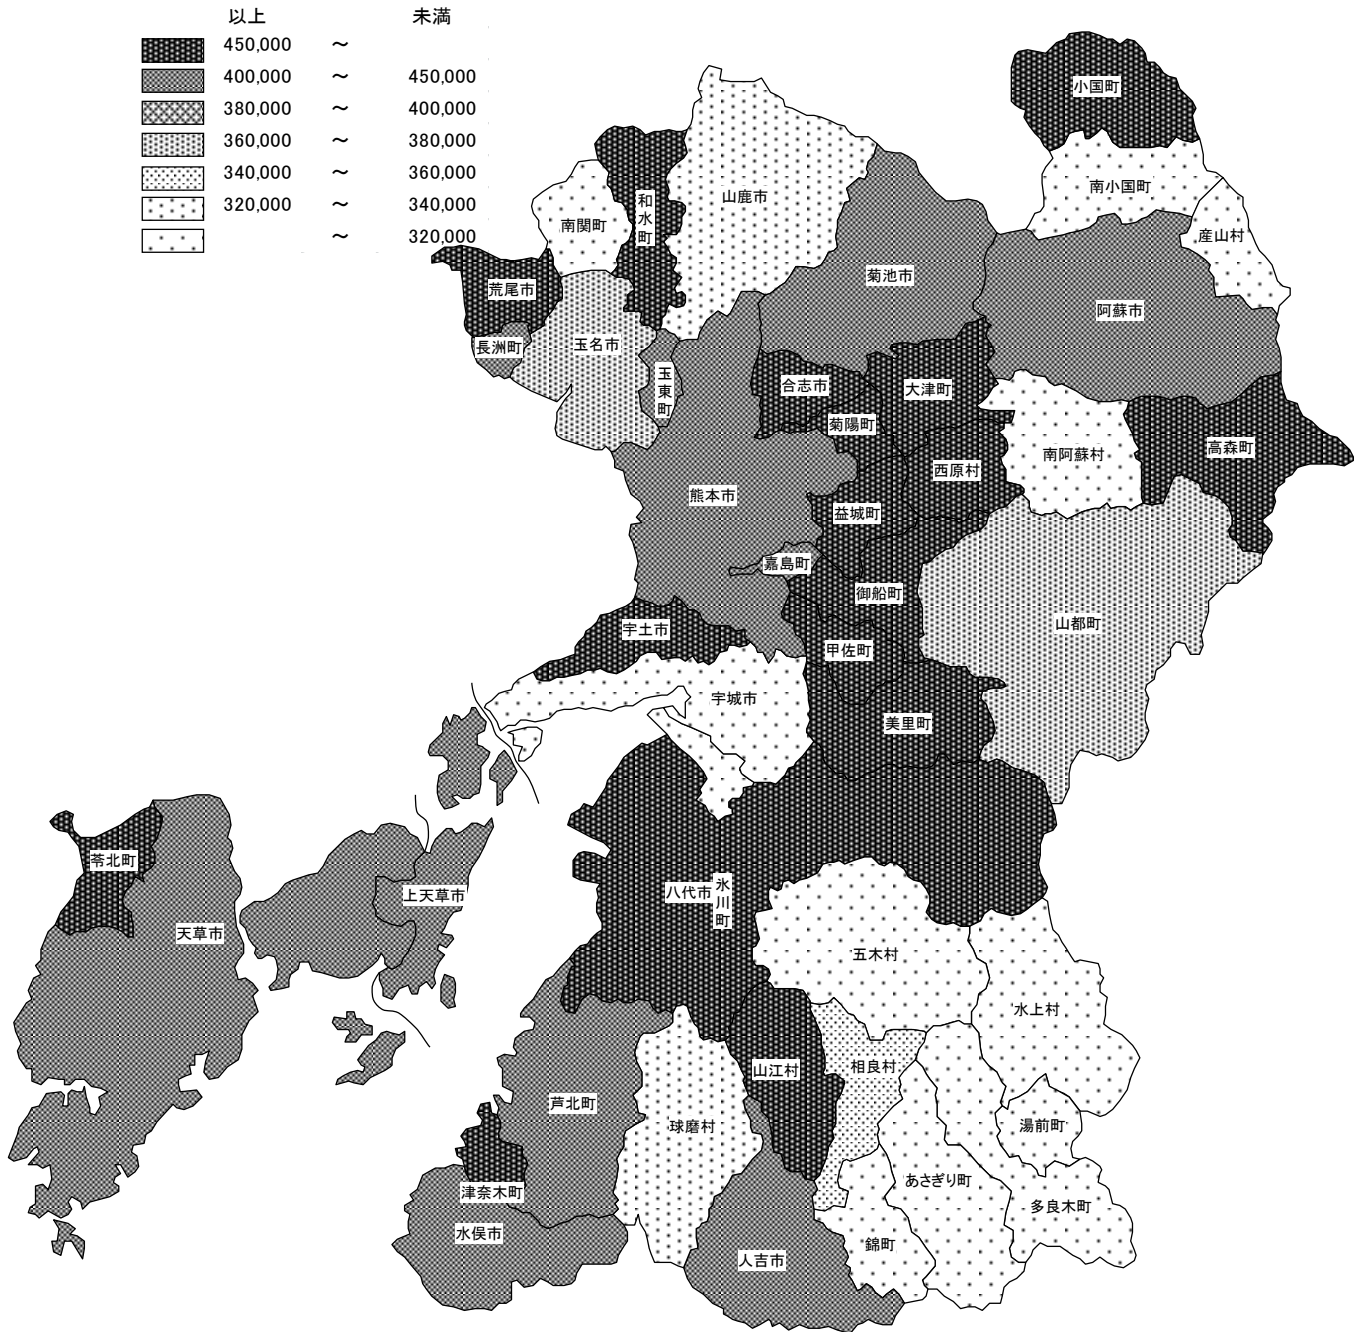 以上 未満
450,000 ～
400,000 ～ 450,000
380,000 ～ 400,000
360,000 ～ 380,000
340,000 ～ 360,000
320,000 ～ 340,000
～ 320,000
小国町
南小国町
産山村
山鹿市
和水町
南関町
菊池市
荒尾市
阿蘇市
長洲町
玉名市
玉東町
合志市
大津町
菊陽町
南阿蘇村
高森町
西原村
熊本市
益城町
嘉島町
御船町
山都町
宇土市
甲佐町
宇城市
美里町
苓北町
上天草市
八代市
氷川町
天草市
五木村
水上村
山江村
相良村
芦北町
球磨村
湯前町
あさぎり町
津奈木町
多良木町
水俣市
錦町
人吉市